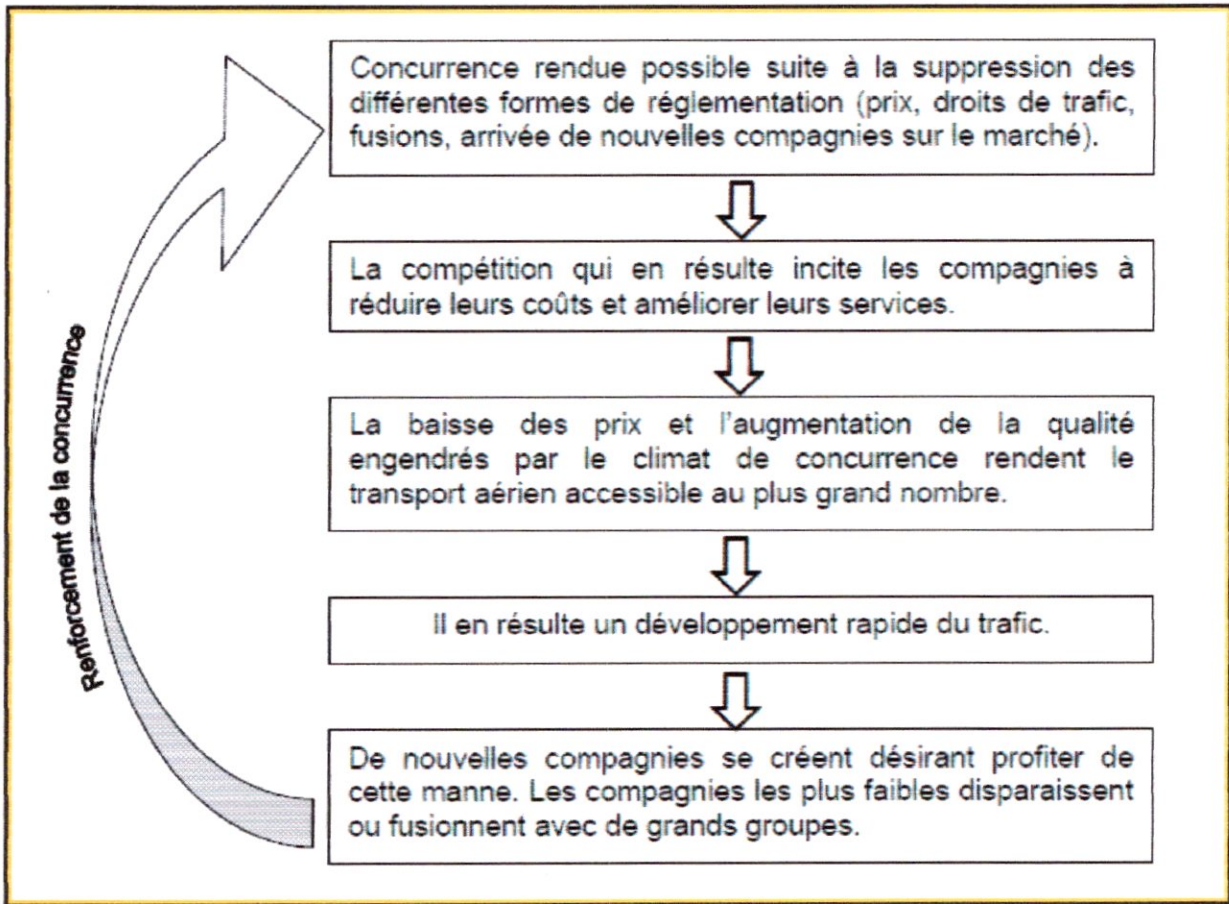 Concurrence rendue possible suite à la suppression des
différentes formes de réglementation (prix, droits de trafic,
fusions, arrivée de nouvelles compagnies sur le marché).
La compétition qui en résulte incite les compagnies à
réduire leurs coûts et améliorer leurs services.
La baisse des prix et l'augmentation de la qualité
engendrés par le climat de concurrence rendent le
transport aérien accessible au plus grand nombre.
Il en résulte un développement rapide du trafic.
De nouvelles compagnies se créent désirant profiter de
cette manne. Les compagnies les plus faibles disparaissent
ou fusionnent avec de grands groupes.
Renforcement de la concurrence